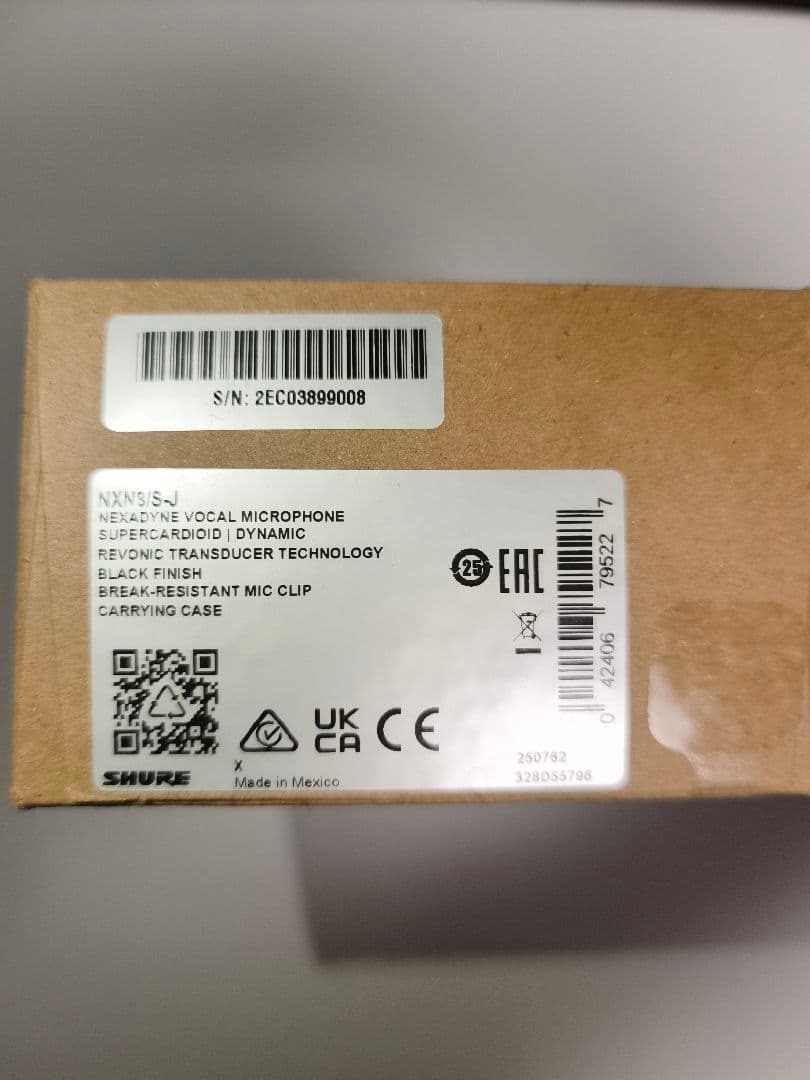 S/N: 2EC03899008
NXN8/S-J
NEXADYNE VOCAL MICROPHONE
SUPERCARDIOID | DYNAMIC
REVONIC TRANSDUCER TECHNOLOGY
BLACK FINISH
BREAK-RESISTANT MIC CLIP
CARRYING CASE
25
EAC
0 42406 79522 7
UK
CA
CE
X
SHURE
Made in Mexico
250762
328D55796